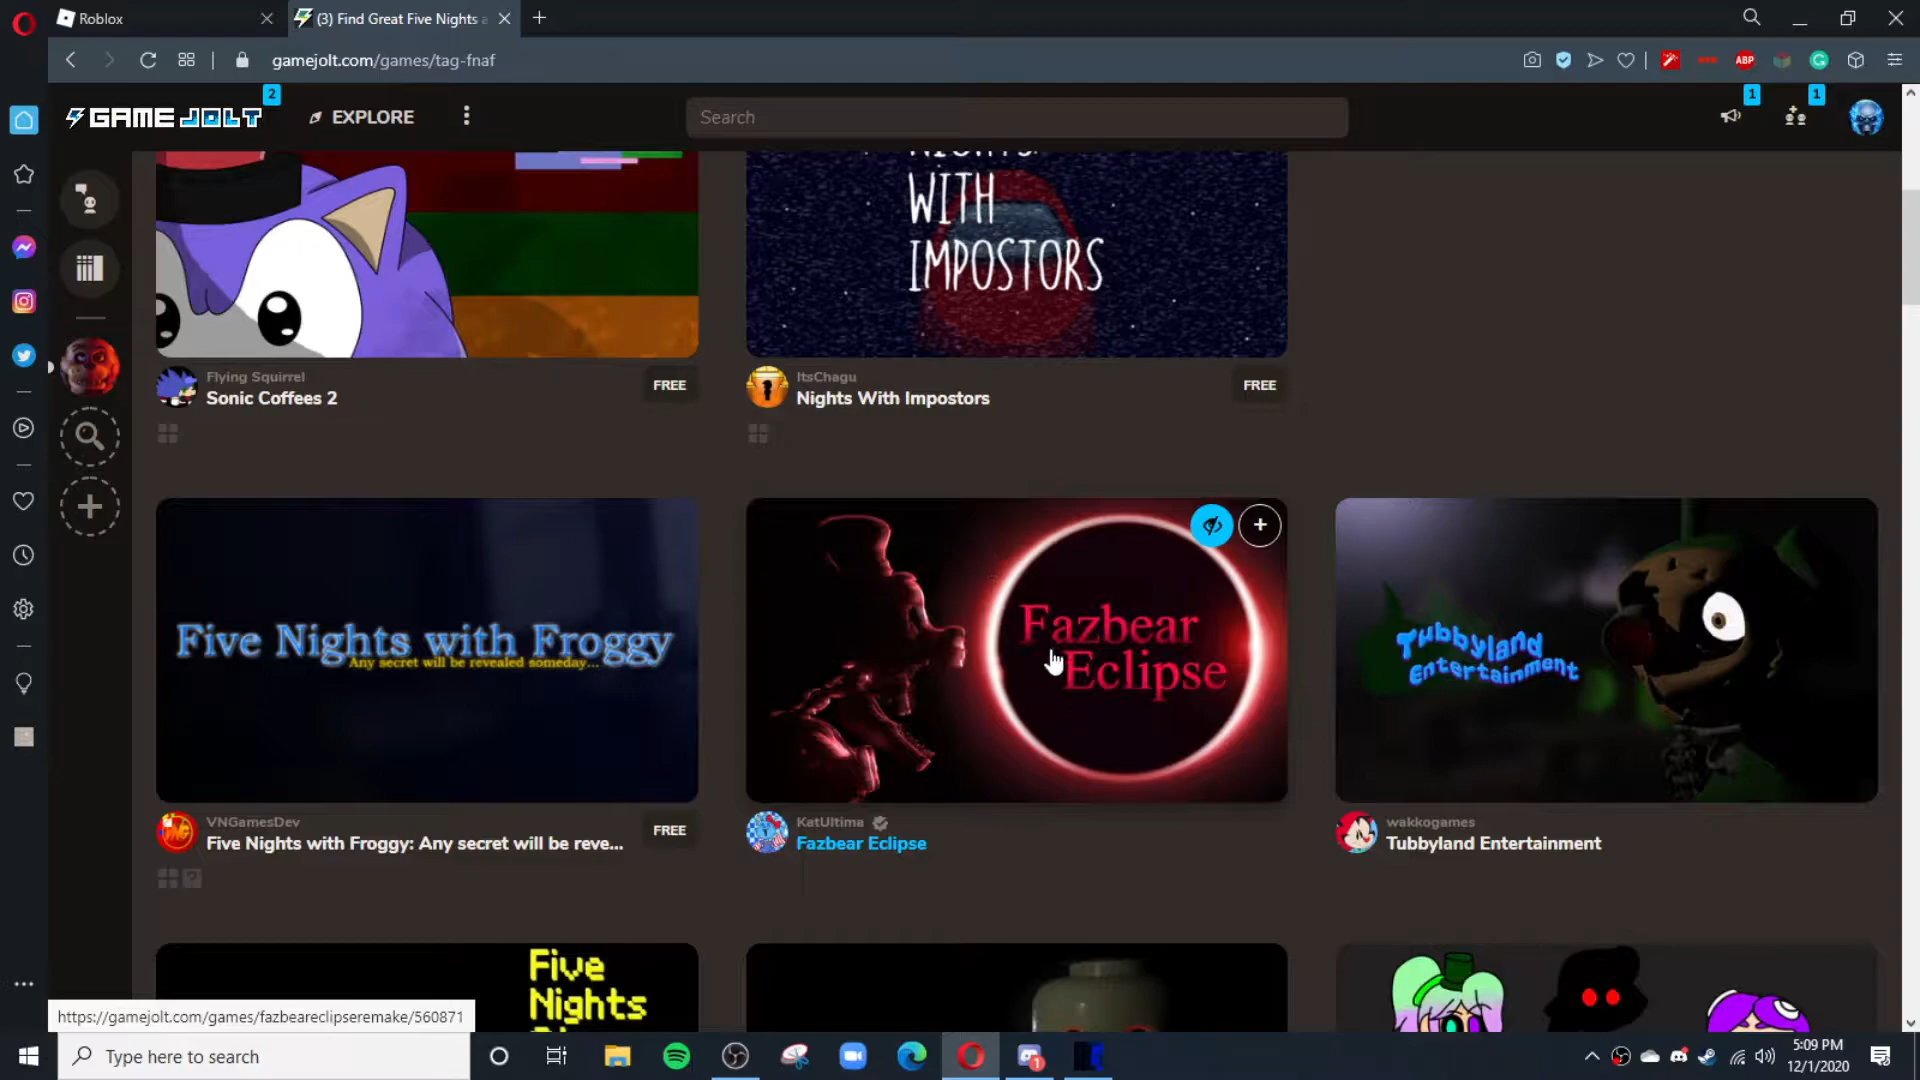 Roblox
(3) Find Great Five Nights a
gamejolt.com/games/tag-fnaf
ABP
2
GAME JOLT
EXPLORE
Search
1
1
WITH
IMPOSTORS
Flying Squirrel
Sonic Coffees 2
FREE
ItsChagu
Nights With Impostors
FREE
Five Nights with Froggy
Any secret will be revealed someday...
Fazbear
Eclipse
Tubbyland
Entertainment
VNGamesDev
Five Nights with Froggy: Any secret will be reve...
FREE
KatUltima
Fazbear Eclipse
wakkogames
Tubbyland Entertainment
Five
Nights
https://gamejolt.com/games/fazbeareclipseremake/560871
Type here to search
1
5:09 PM
12/1/2020